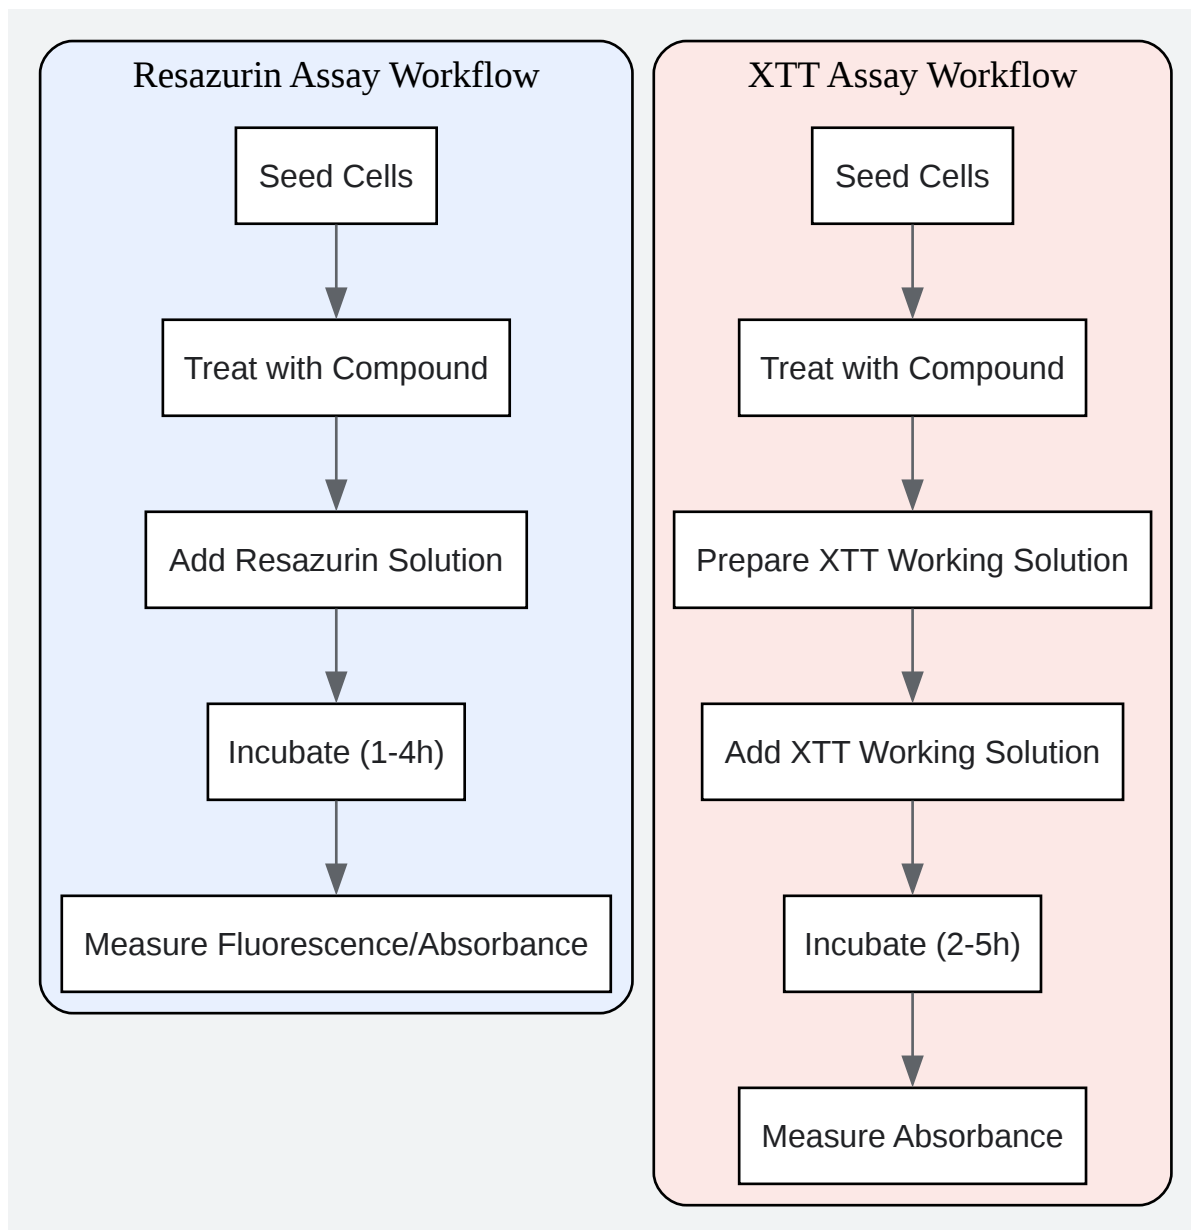 Resazurin Assay Workflow
Seed Cells
Treat with Compound
Add Resazurin Solution
Incubate (1-4h)
Measure Fluorescence/Absorbance
XTT Assay Workflow
Seed Cells
Treat with Compound
Prepare XTT Working Solution
Add XTT Working Solution
Incubate (2-5h)
Measure Absorbance